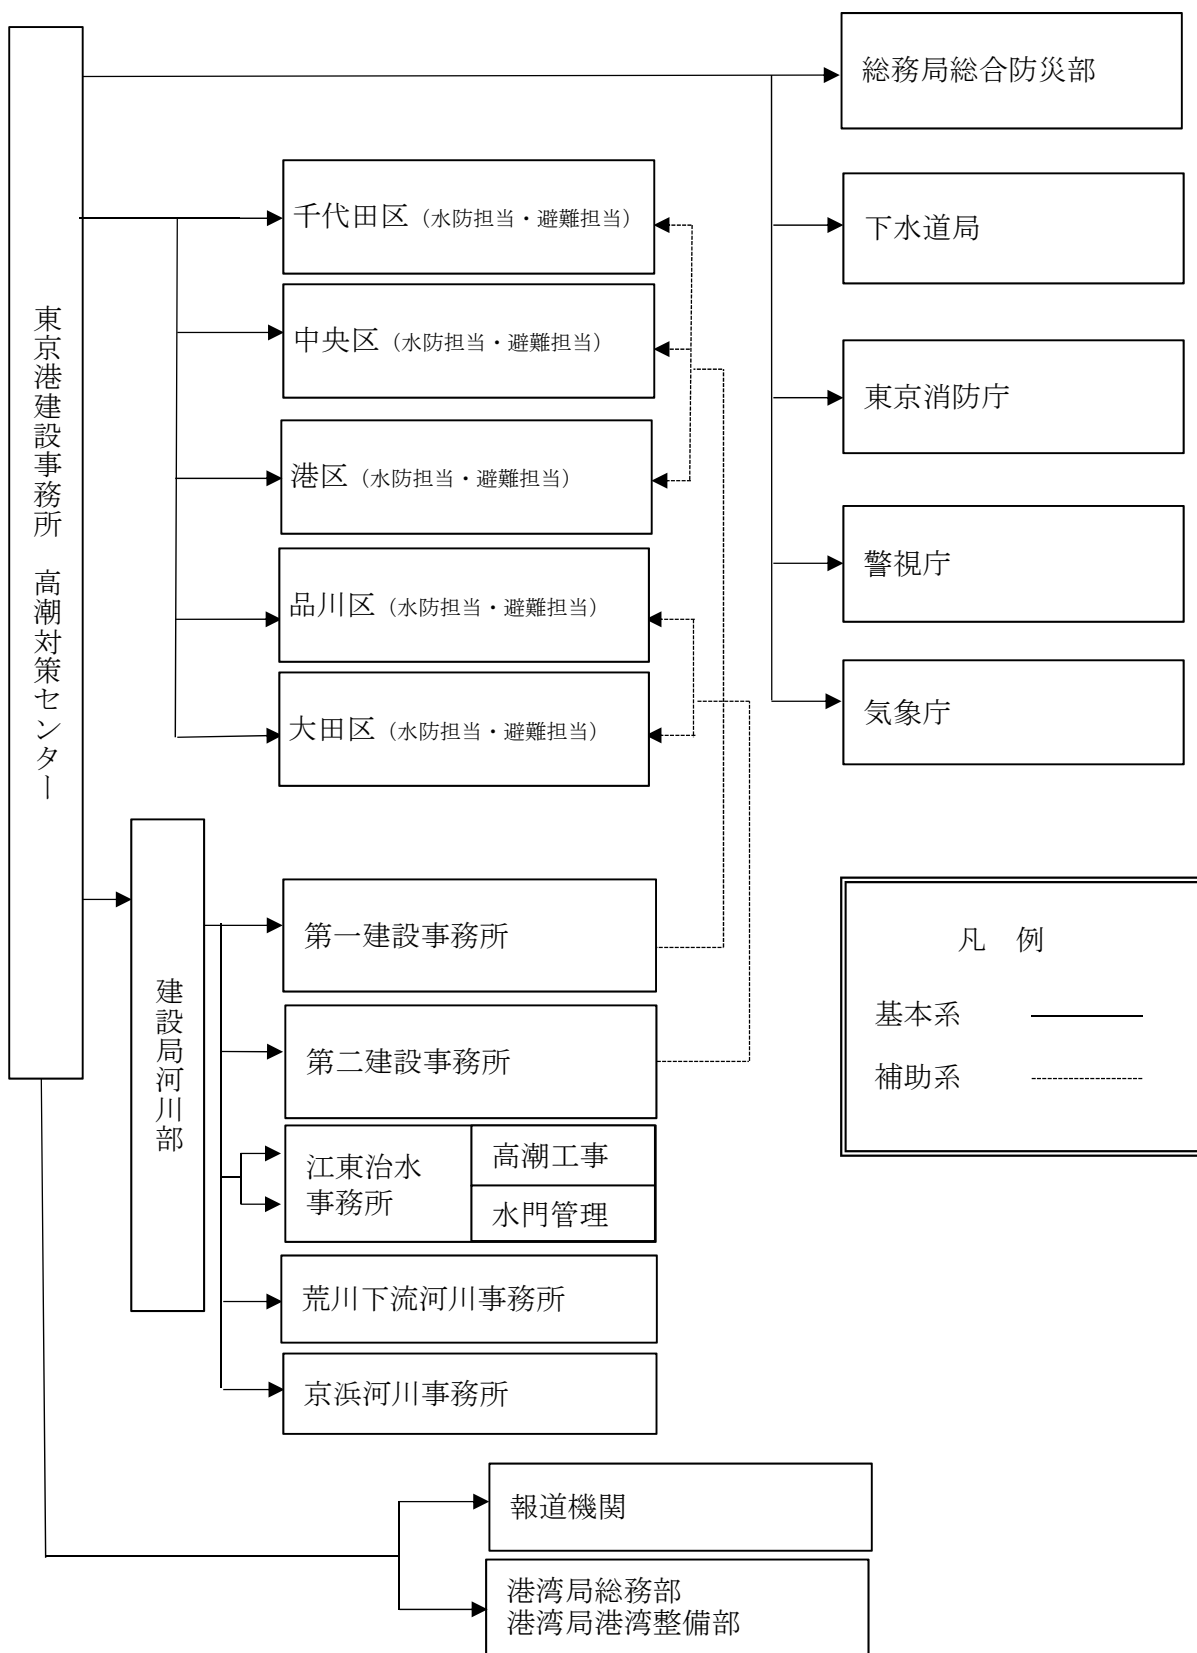 東京港建設事務所　高潮対策センター
総務局総合防災部
千代田区（水防担当・避難担当）
下水道局
中央区（水防担当・避難担当）
東京消防庁
港区（水防担当・避難担当）
警視庁
品川区（水防担当・避難担当）
気象庁
大田区（水防担当・避難担当）
建設局河川部
第一建設事務所
第二建設事務所
江東治水
事務所
高潮工事
水門管理
荒川下流河川事務所
京浜河川事務所
凡　例
基本系
補助系
報道機関
港湾局総務部
港湾局港湾整備部